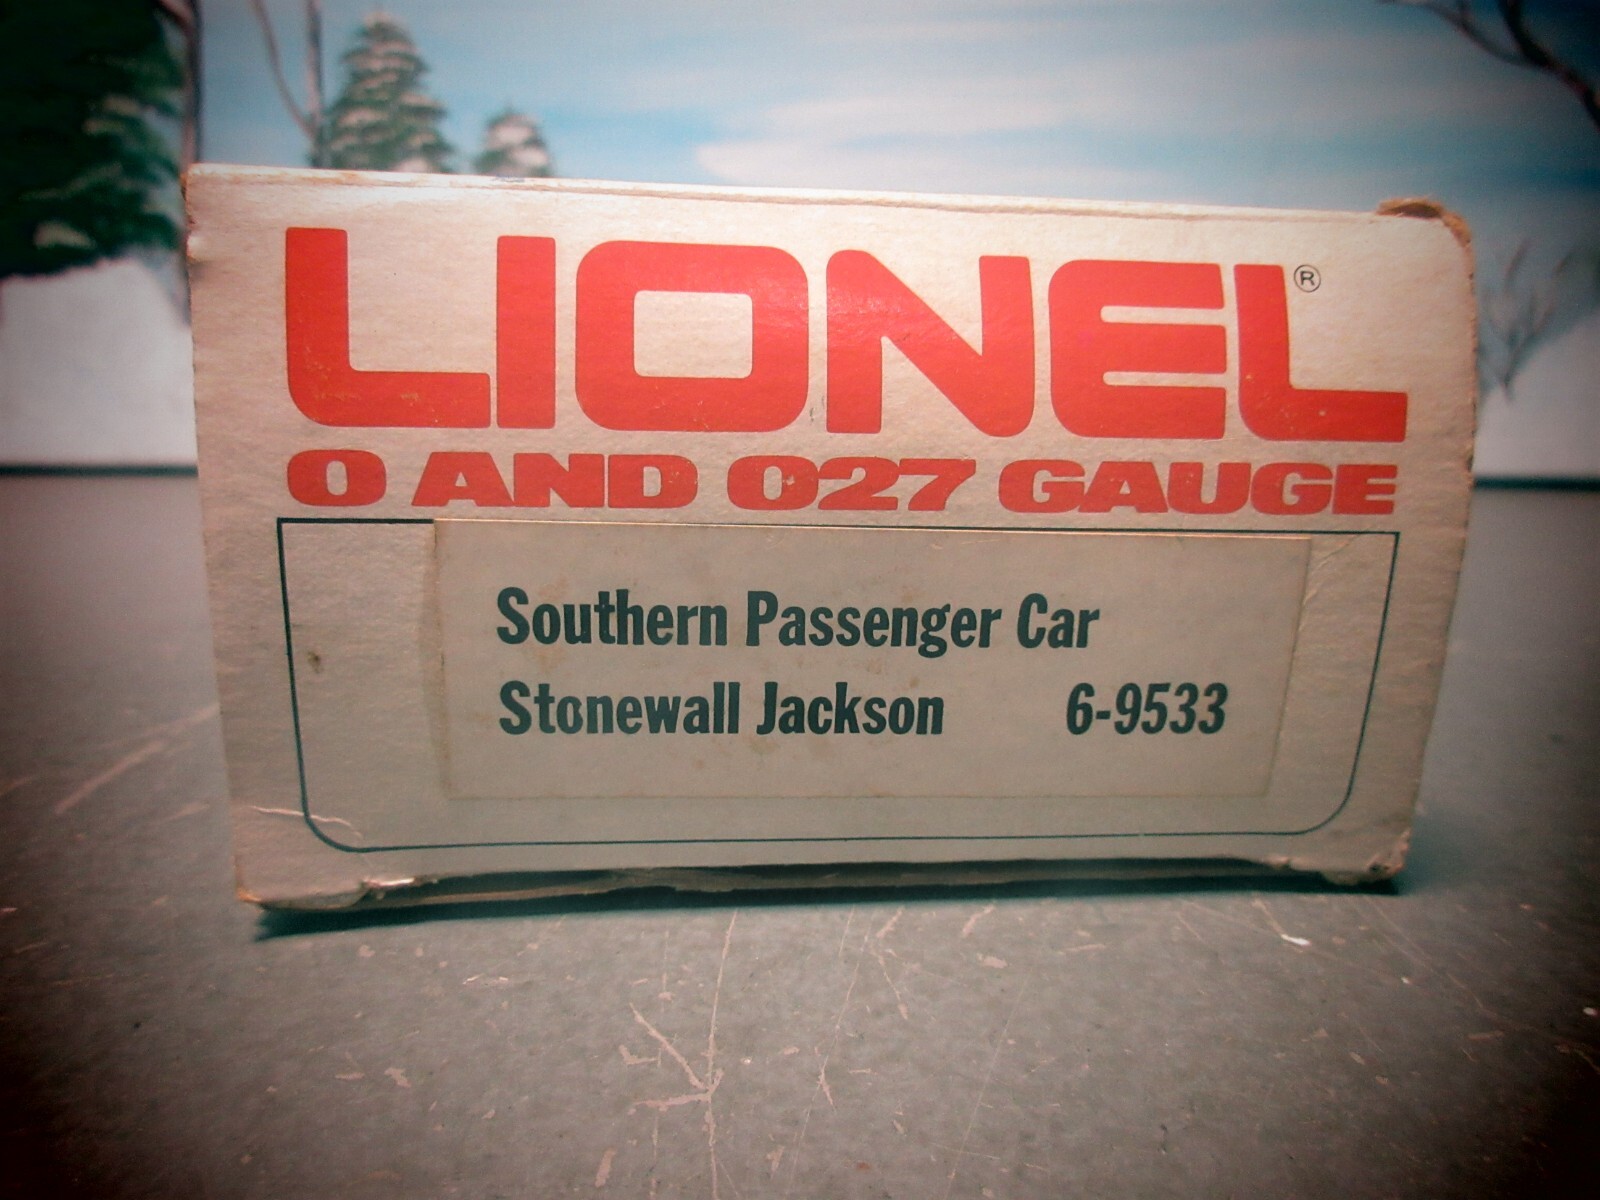 LIONEL®
O AND O27 GAUGE
Southern Passenger Car
Stonewall Jackson 6-9533